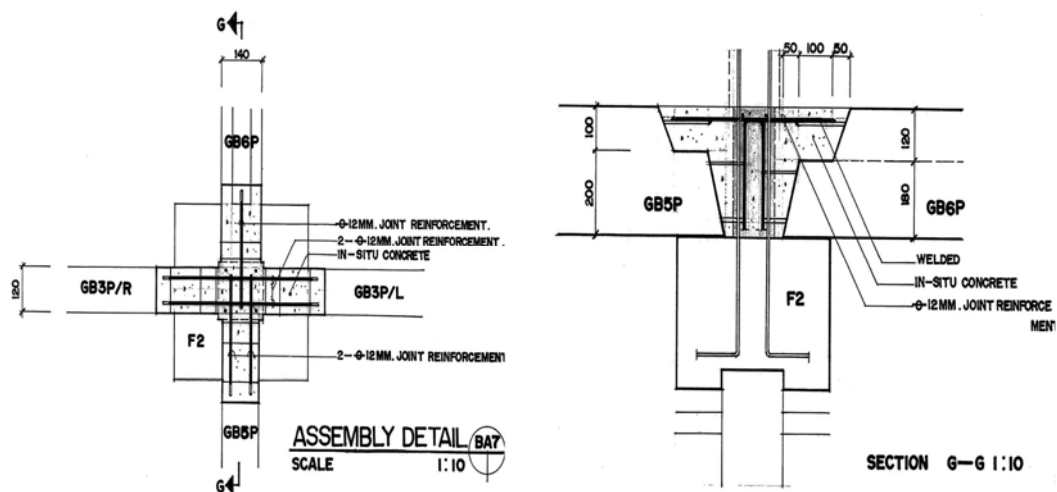 G
140
GB6P
-Ø-12MM. JOINT REINFORCEMENT.
2--Ø-12MM. JOINT REINFORCEMENT.
IN-SITU CONCRETE
120
GB3P/R
GB3P/L
F2
2--Ø-12MM. JOINT REINFORCEMENT
GB5P
G
ASSEMBLY DETAIL BA7
SCALE 1:10
50 100 50
100
120
200
180
GB5P
GB6P
WELDED
IN-SITU CONCRETE
-Ø-12MM. JOINT REINFORCE
MENT
F2
SECTION G-G 1:10